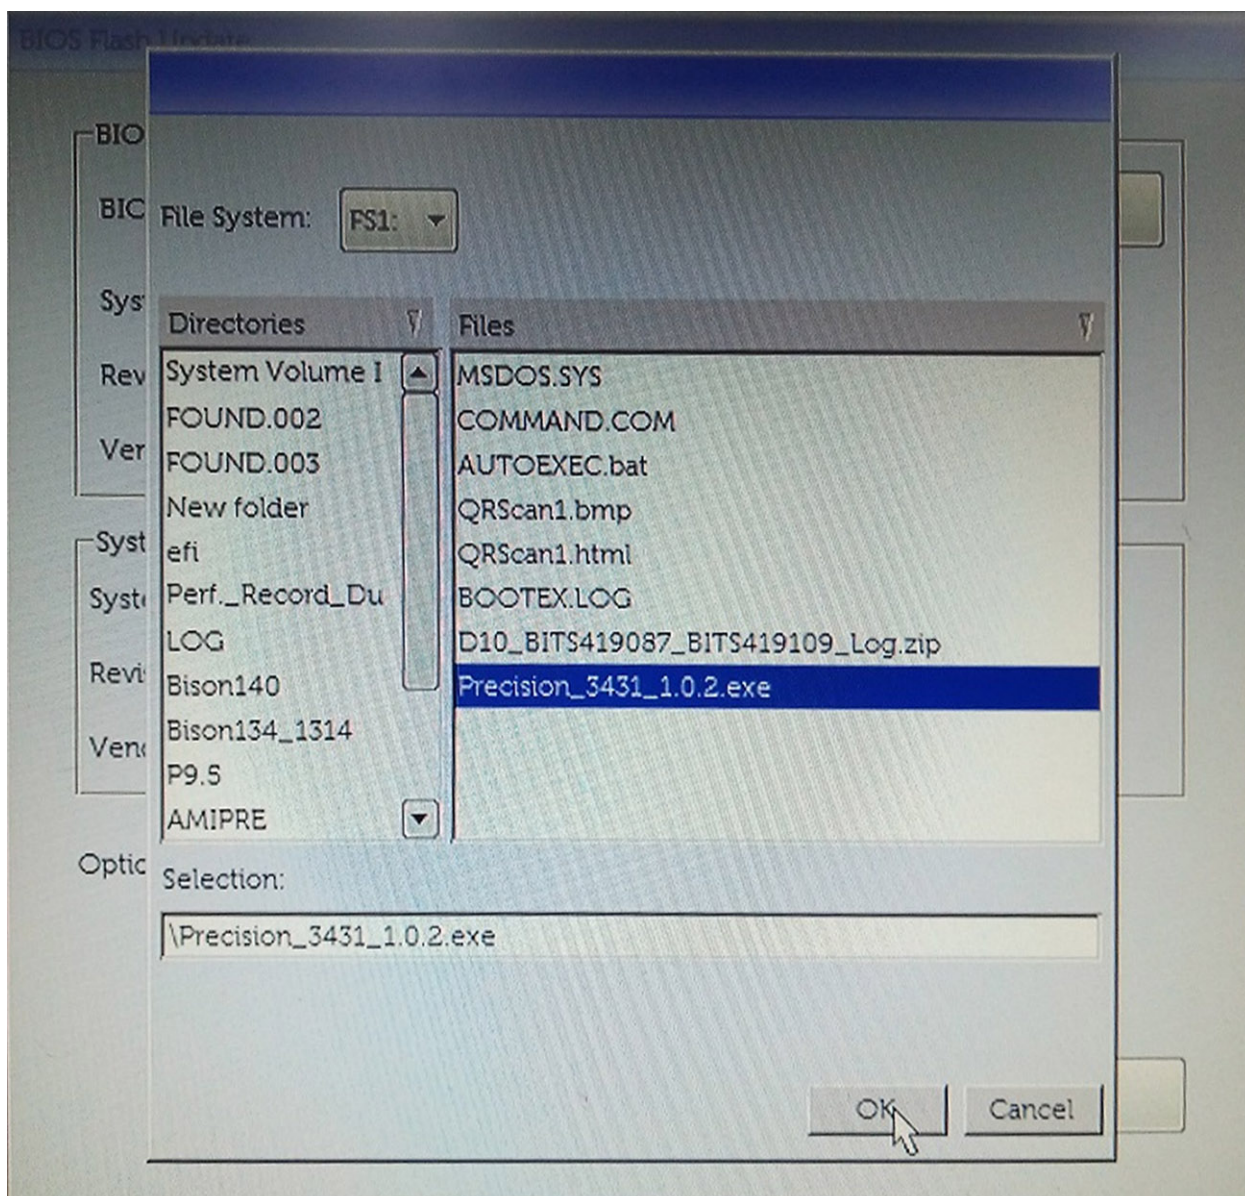 BIOS Flash Update
BIO
BIC
File System:
FS1:
Sys
Directories
Files
Rev
System Volume I
MSDOS.SYS
FOUND.002
COMMAND.COM
Ver
FOUND.003
AUTOEXEC.bat
New folder
QRScan1.bmp
Syst
efi
QRScan1.html
Syste
Perf._Record_Du
BOOTEX.LOG
LOG
D10_BITS419087_BITS419109_Log.zip
Revi
Bison140
Precision_3431_1.0.2.exe
Bison134_1314
Vend
P9.5
AMIPRE
Optic
Selection:
\Precision_3431_1.0.2.exe
OK
Cancel